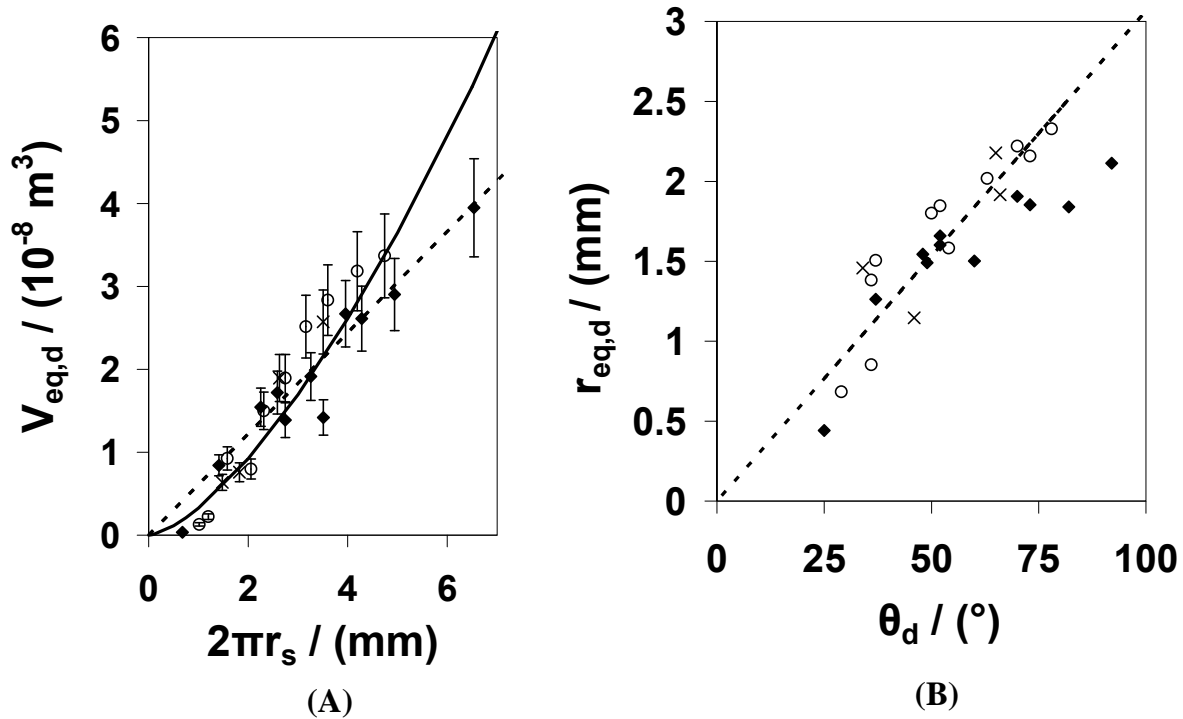 6
5
4
3
2
1
0
0 2 4 6
V_eq,d / (10⁻⁸ m³)
2πr_s / (mm)
(A)
3
2.5
2
1.5
1
0.5
0
0 25 50 75 100
r_eq,d / (mm)
θ_d / (°)
(B)